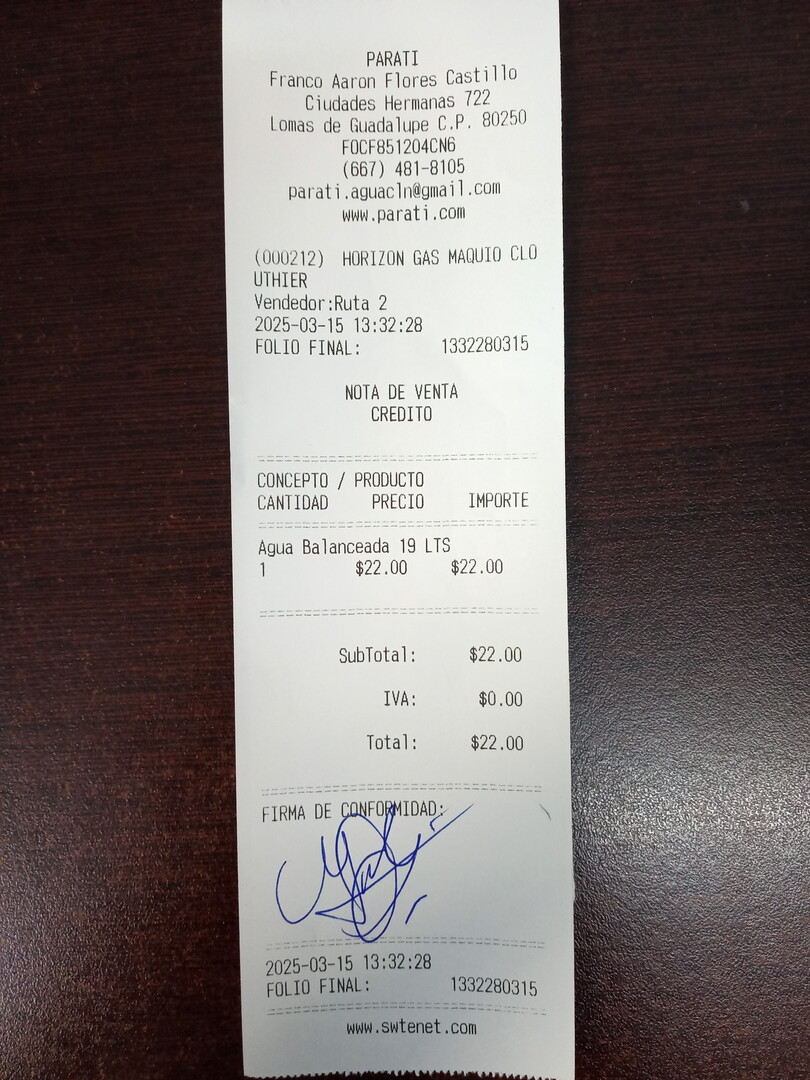 PARATI
Franco Aaron Flores Castillo
Ciudades Hermanas 722
Lomas de Guadalupe C.P. 80250
FOCF851204CN6
(667) 481-8105
parati.aguacln@gmail.com
www.parati.com
(000212) HORIZON GAS MAQUIO CLO
UTHIER
Vendedor:Ruta 2
2025-03-15 13:32:28
FOLIO FINAL: 1332280315
NOTA DE VENTA
CREDITO
CONCEPTO / PRODUCTO
CANTIDAD PRECIO IMPORTE
Agua Balanceada 19 LTS
1 $22.00 $22.00
SubTotal: $22.00
IVA: $0.00
Total: $22.00
FIRMA DE CONFORMIDAD:
2025-03-15 13:32:28
FOLIO FINAL: 1332280315
www.swtenet.com